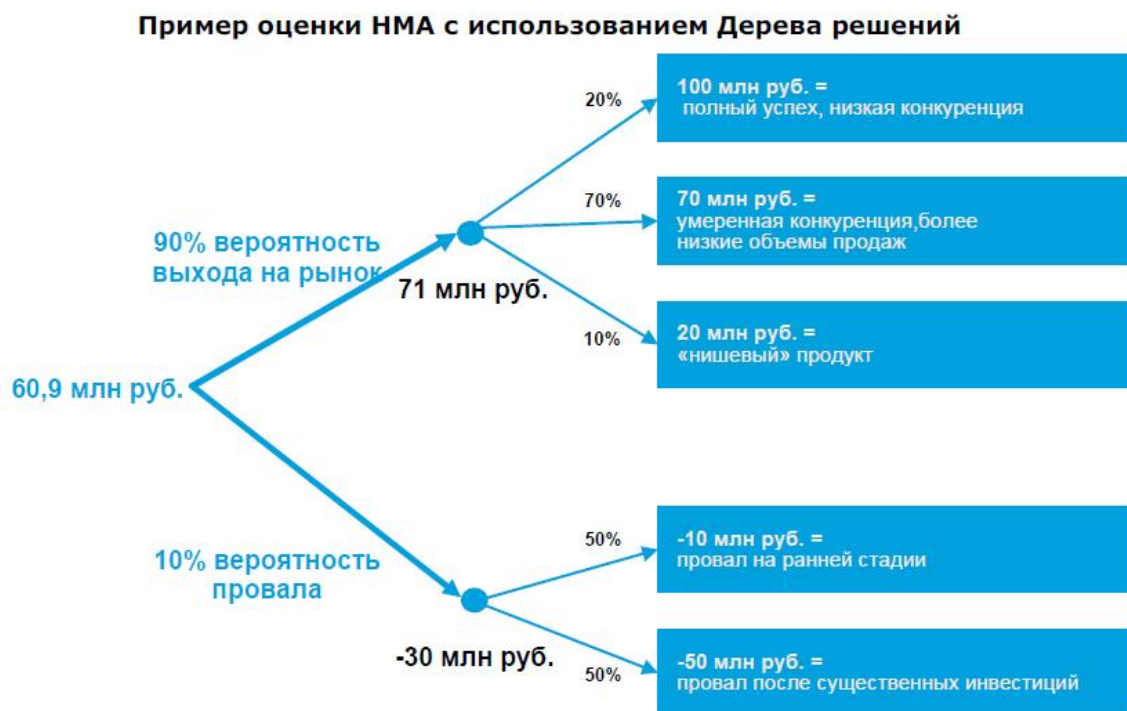 Пример оценки НМА с использованием Дерева решений
20%
100 млн руб. =
полный успех, низкая конкуренция
70%
70 млн руб. =
умеренная конкуренция,более
низкие объемы продаж
90% вероятность
выхода на рынок
71 млн руб.
10%
20 млн руб. =
«нишевый» продукт
60,9 млн руб.
10% вероятность
провала
50%
-10 млн руб. =
провал на ранней стадии
-30 млн руб.
50%
-50 млн руб. =
провал после существенных инвестиций